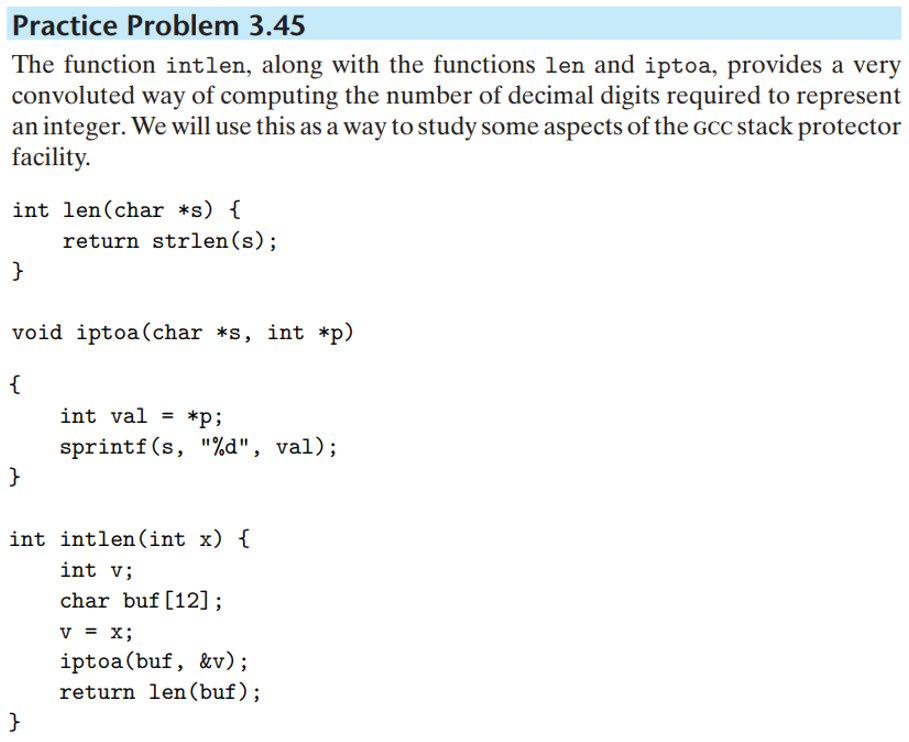 Practice Problem 3.45
The function intlen, along with the functions len and iptoa, provides a very
convoluted way of computing the number of decimal digits required to represent
an integer. We will use this as a way to study some aspects of the GCC stack protector
facility.
int len(char *s) {
    return strlen(s);
}
void iptoa(char *s, int *p)
{
    int val = *p;
    sprintf(s, "%d", val);
}
int intlen(int x) {
    int v;
    char buf[12];
    v = x;
    iptoa(buf, &v);
    return len(buf);
}